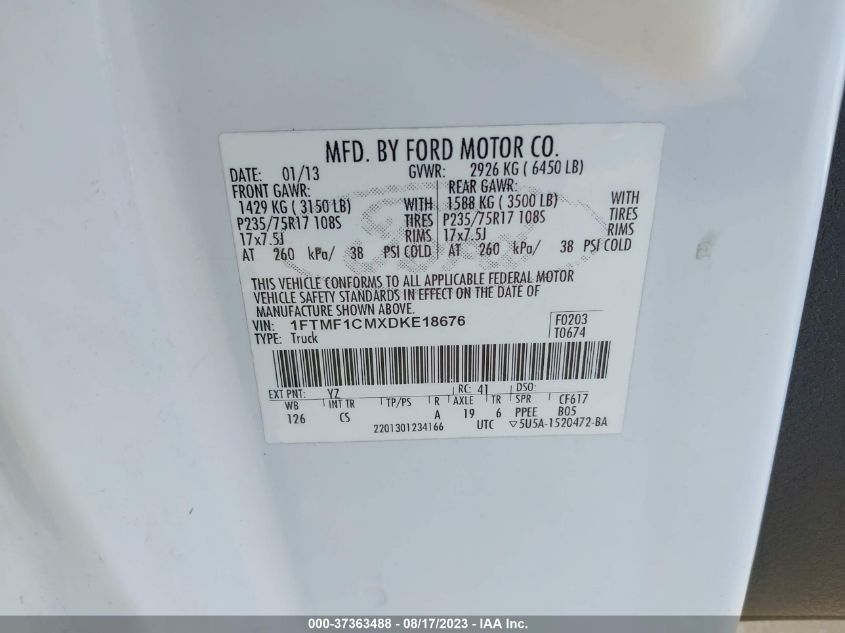 MFD. BY FORD MOTOR CO.
DATE: 01/13 GVWR: 2926 KG ( 6450 LB)
FRONT GAWR: REAR GAWR:
1429 KG ( 3150 LB) WITH 1588 KG ( 3500 LB) WITH
P235/75R17 108S TIRES P235/75R17 108S TIRES
17x7.5J RIMS 17x7.5J RIMS
AT 260 kPa/ 38 PSI COLD AT 260 kPa/ 38 PSI COLD
THIS VEHICLE CONFORMS TO ALL APPLICABLE FEDERAL MOTOR
VEHICLE SAFETY STANDARDS IN EFFECT ON THE DATE OF
MANUFACTURE SHOWN ABOVE.
VIN: 1FTMF1CMXDKE18676 F0203
TYPE: Truck T0674
EXT PNT: YZ RC: 41 DSO:
WB INT TR TP/PS R AXLE TR SPR CF617
126 CS A 19 6 PPEE B05
2201301234166 UTC ▽5U5A-1520472-BA
000-37363488 - 08/17/2023 - IAA Inc.